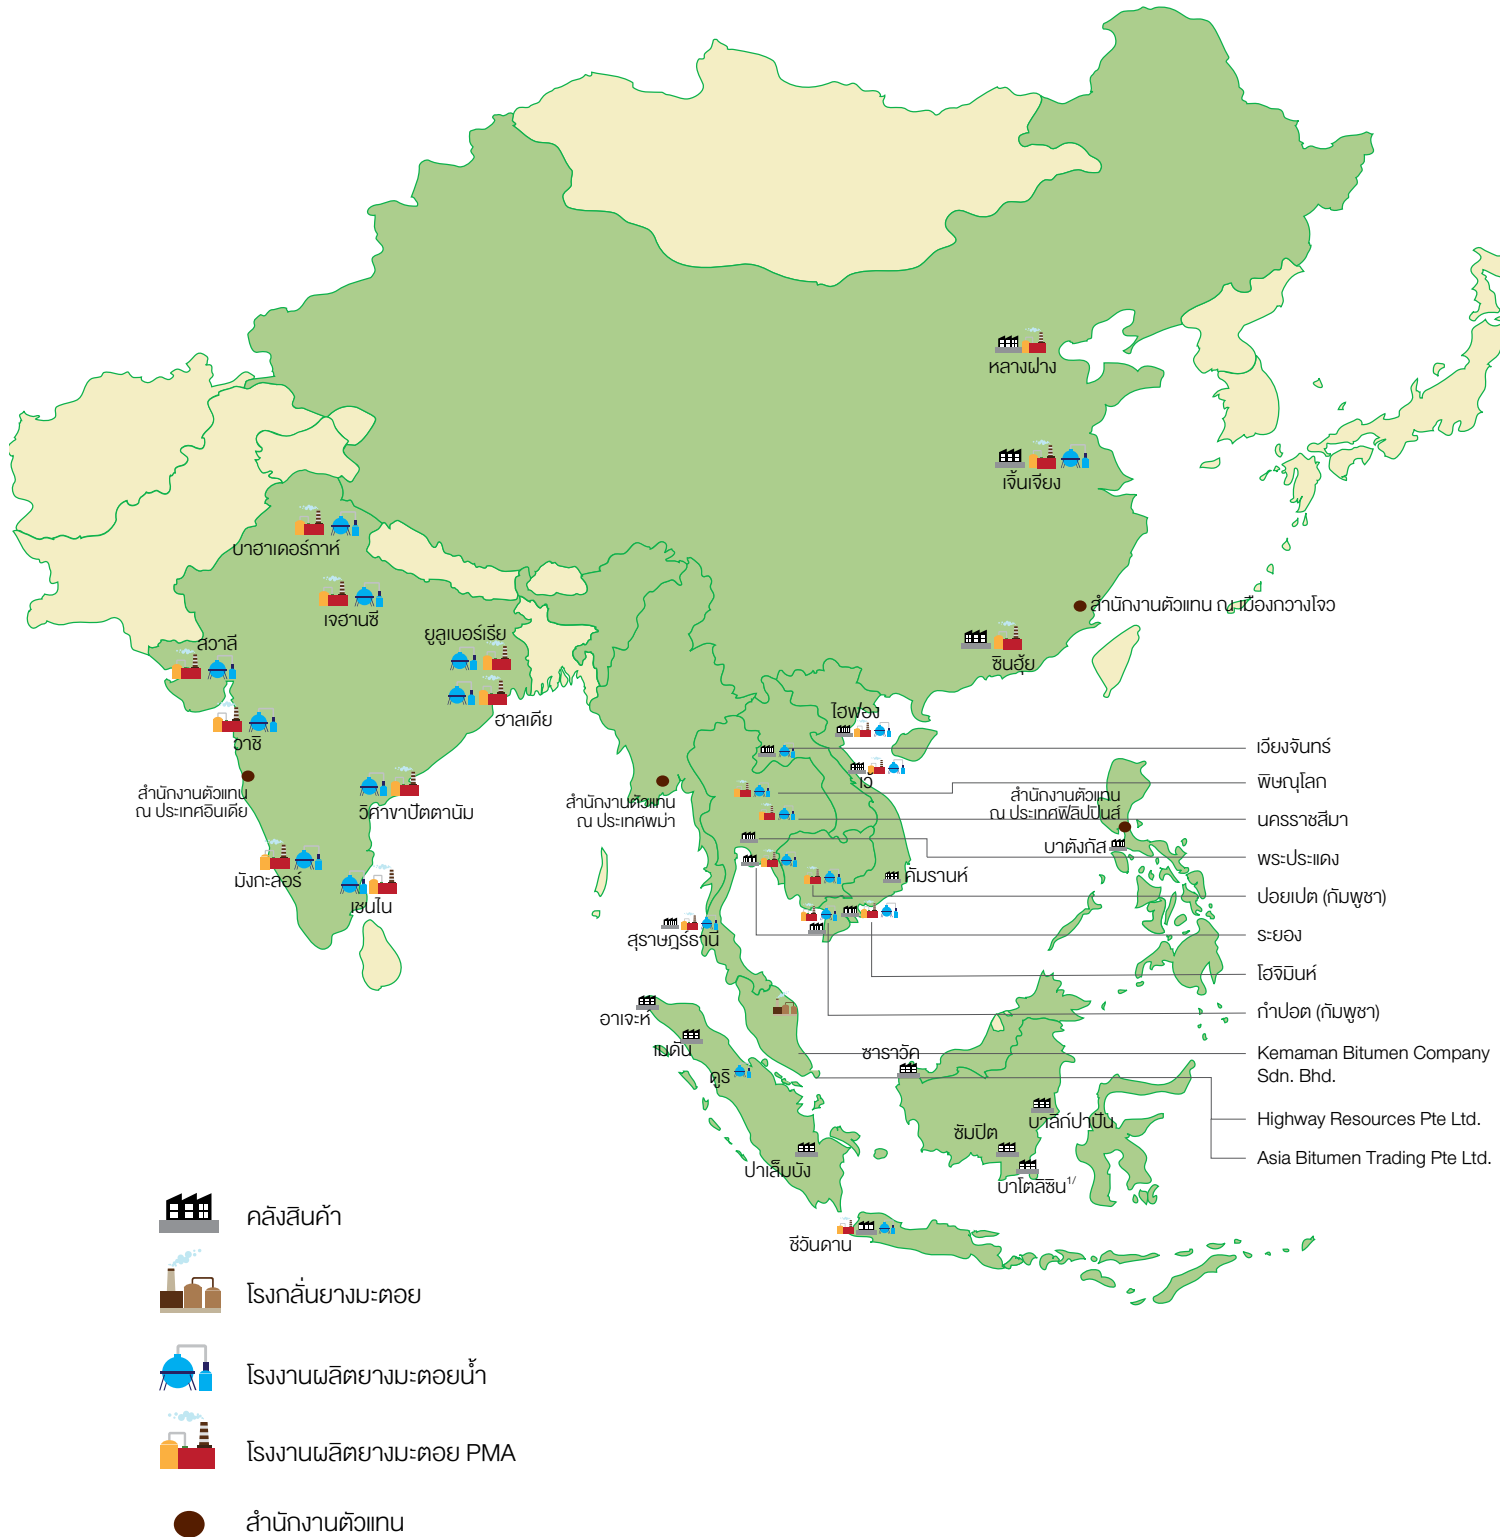 หลางฝาง
เจิ้นเจียง
บาฮาเดอร์กาห์
เจฮานซี
สำนักงานตัวแทน ณ เมืองกวางโจว
สวาลี
ยูลูเบอร์เรีย
ซินฮุ้ย
ฮาลเดีย
วาชิ
ไฮฟอง
เว้
สำนักงานตัวแทน
ณ ประเทศอินเดีย
วิศาขาปัตตานัม
สำนักงานตัวแทน
ณ ประเทศพม่า
สำนักงานตัวแทน
ณ ประเทศฟิลิปปินส์
บาตังกัส
มังกะลอร์
เชนไน
คัมรานห์
สุราษฎร์ธานี
เวียงจันทร์
พิษณุโลก
นครราชสีมา
พระประแดง
ปอยเปต (กัมพูชา)
ระยอง
โฮจิมินห์
กำปอต (กัมพูชา)
Kemaman Bitumen Company
Sdn. Bhd.
Highway Resources Pte Ltd.
Asia Bitumen Trading Pte Ltd.
อาเจะห์
เมดัน
ดูริ
ซาราวัค
บาลิก์ปาปัน
ซัมปิต
ปาเล็มบัง
บาโตลิซิน1/
ชีวันดาน
คลังสินค้า
โรงกลั่นยางมะตอย
โรงงานผลิตยางมะตอยน้ำ
โรงงานผลิตยางมะตอย PMA
สำนักงานตัวแทน